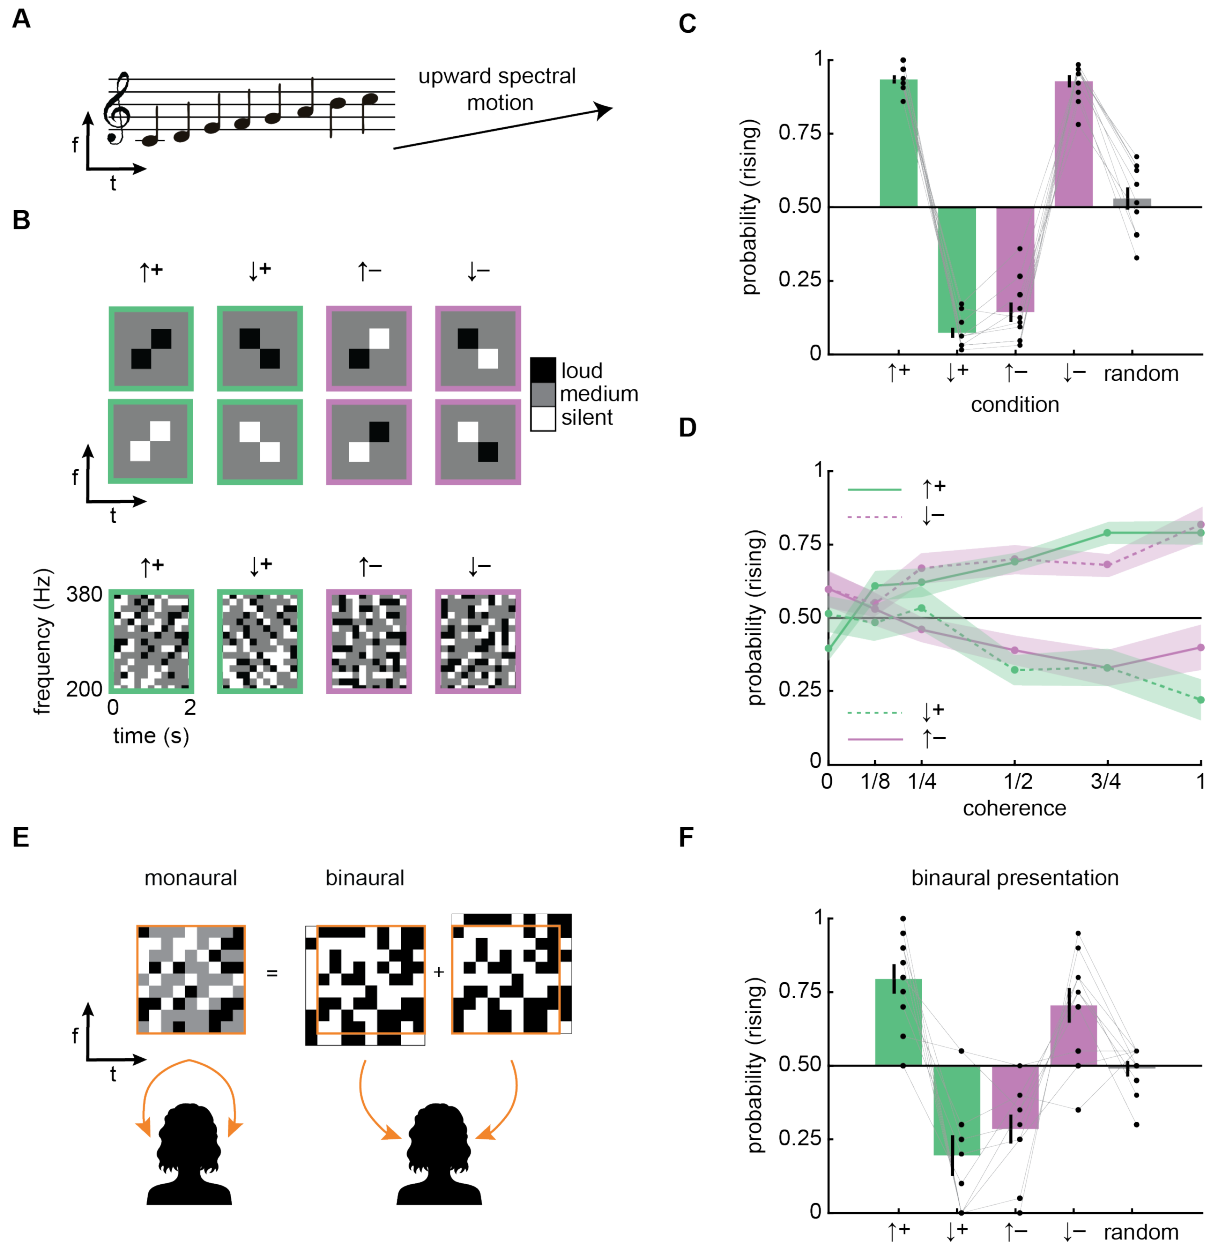 A
upward spectral
motion
f
t
B
↑+ ↓+ ↑− ↓−
loud
medium
silent
f
t
↑+ ↓+ ↑− ↓−
frequency (Hz)
380
200
0 2
time (s)
C
probability (rising)
1
0.75
0.50
0.25
0
↑+ ↓+ ↑− ↓− random
condition
D
probability (rising)
1
0.75
0.50
0.25
0
↑+
↓−
↓+
↑−
0 1/8 1/4 1/2 3/4 1
coherence
E
monaural binaural
= +
f
t
F
binaural presentation
probability (rising)
1
0.75
0.50
0.25
0
↑+ ↓+ ↑− ↓− random